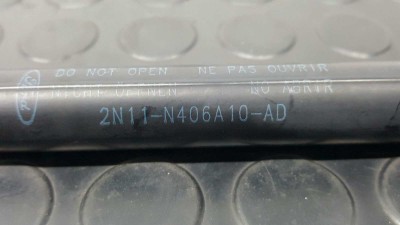 DO NOT OPEN NE PAS OUVRIR
NICHT OFFNEN NO ABRIR
2N11-N406A10-AD